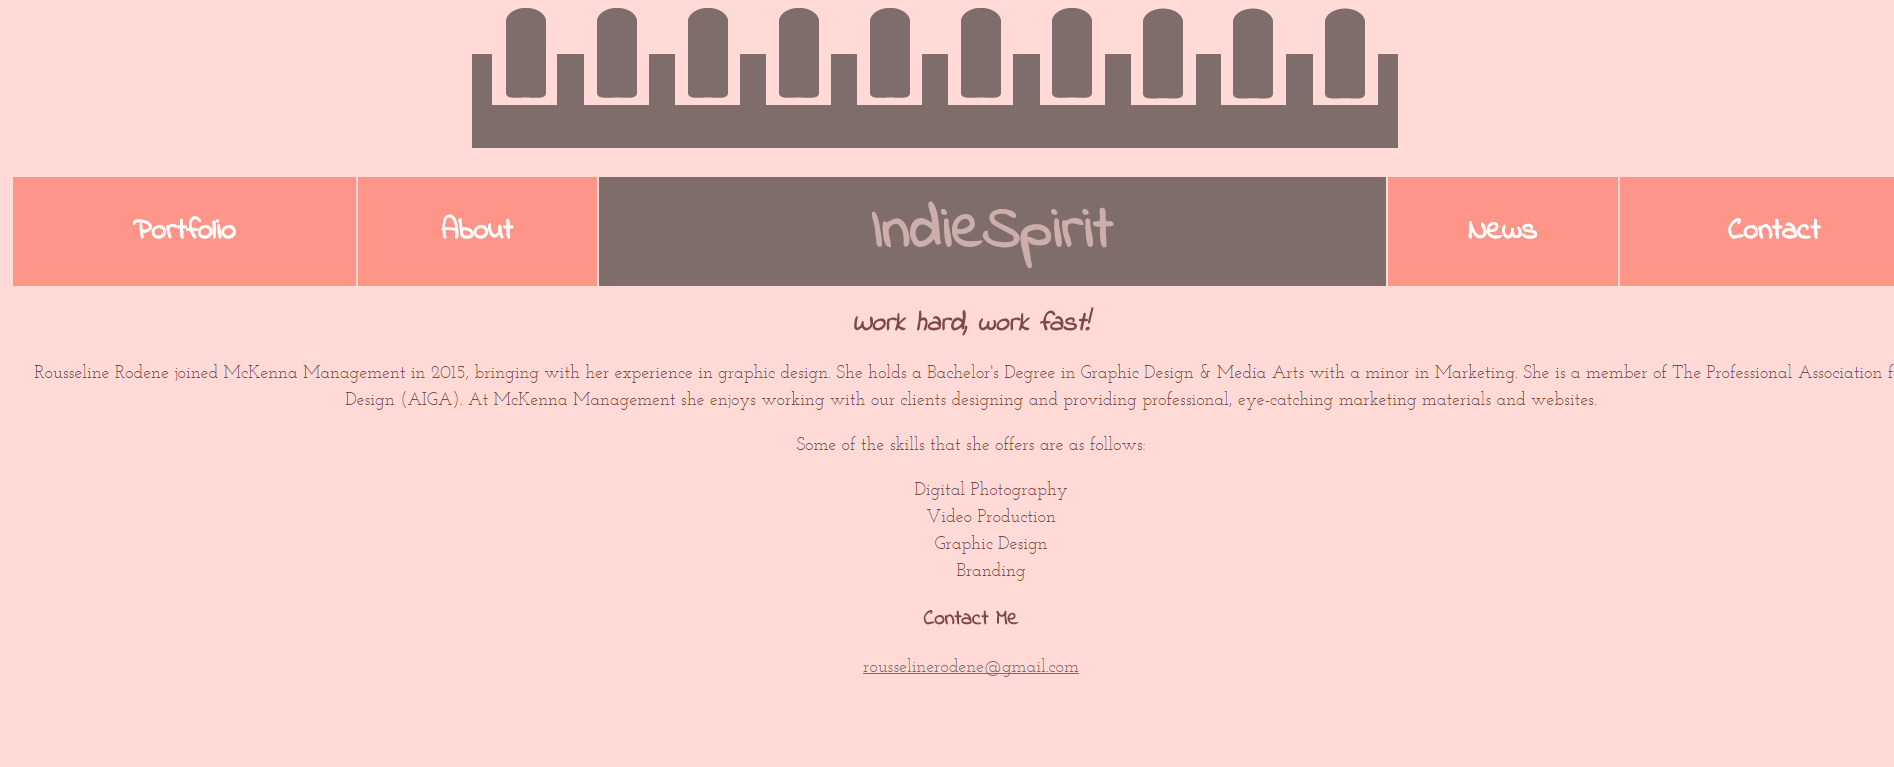 Portfolio About IndieSpirit News Contact
Work hard, work fast!
Rousseline Rodene joined McKenna Management in 2015, bringing with her experience in graphic design. She holds a Bachelor's Degree in Graphic Design & Media Arts with a minor in Marketing. She is a member of The Professional Association
Design (AIGA). At McKenna Management she enjoys working with our clients designing and providing professional, eye-catching marketing materials and websites.
Some of the skills that she offers are as follows:
Digital Photography
Video Production
Graphic Design
Branding
Contact Me
rousselinerodene@gmail.com